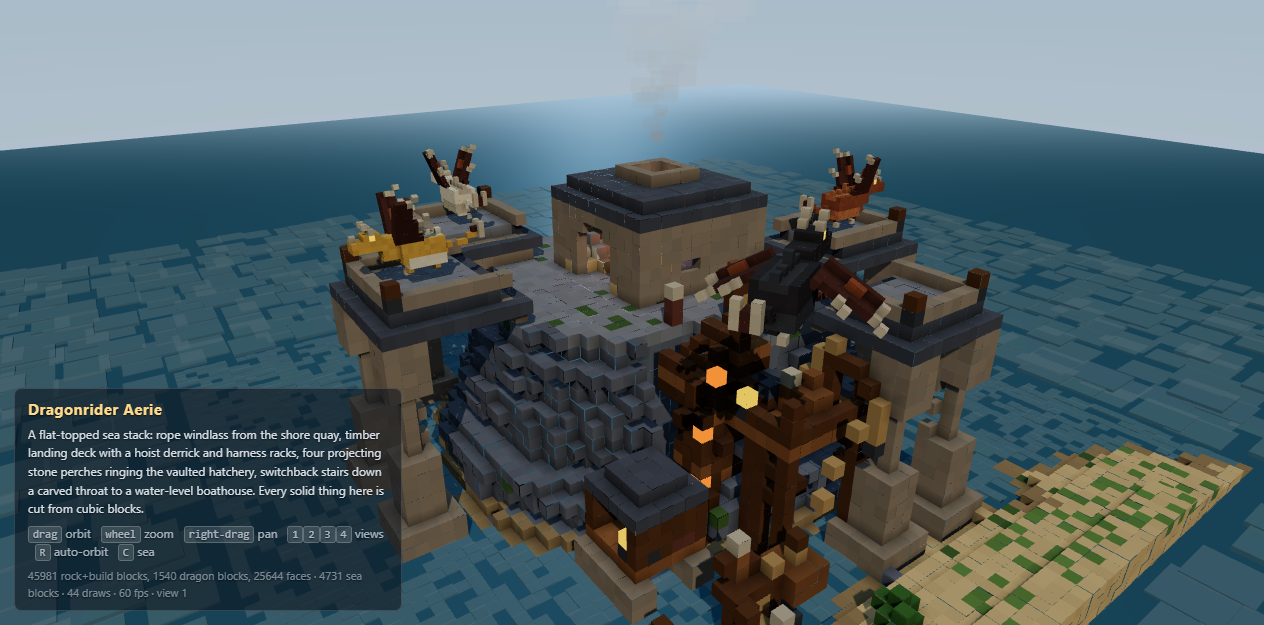 Dragonrider Aerie
A flat-topped sea stack: rope windlass from the shore quay, timber
landing deck with a hoist derrick and harness racks, four projecting
stone perches ringing the vaulted hatchery, switchback stairs down
a carved throat to a water-level boathouse. Every solid thing here is
cut from cubic blocks.
drag orbit wheel zoom right-drag pan 1 2 3 4 views
R auto-orbit C sea
45981 rock+build blocks, 1540 dragon blocks, 25644 faces · 4731 sea
blocks · 44 draws · 60 fps · view 1